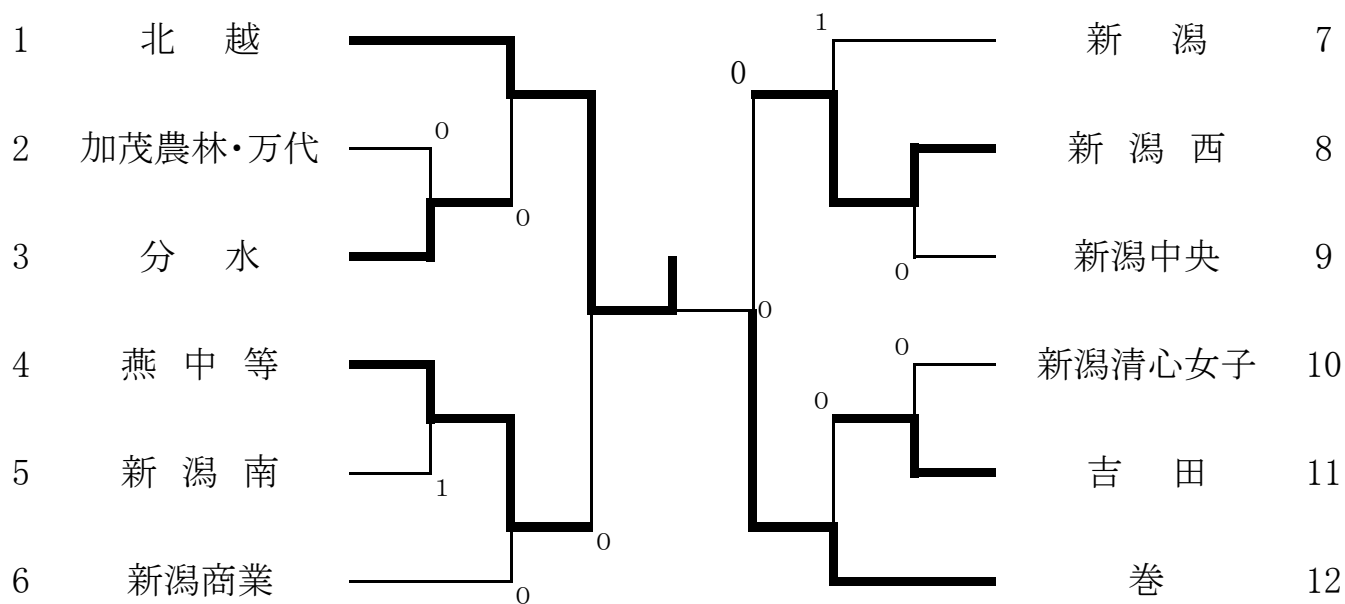 1 北 越
2 加茂農林・万代
3 分 水
4 燕 中 等
5 新 潟 南
6 新潟商業
0
0
1
0
0
1
0
0
0
0
0
新 潟 7
新 潟 西 8
新潟中央 9
新潟清心女子 10
吉 田 11
巻 12